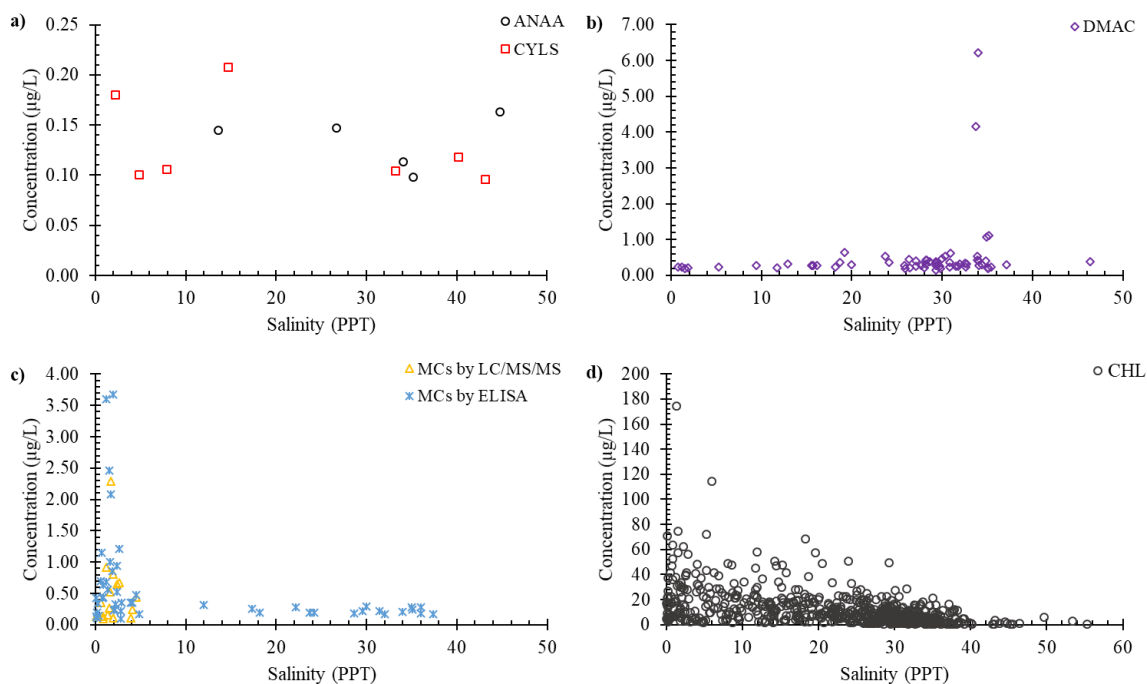 a)
ANAA
CYLS
Concentration (µg/L)
0.25
0.20
0.15
0.10
0.05
0.00
0 10 20 30 40 50
Salinity (PPT)
b)
DMAC
Concentration (µg/L)
7.00
6.00
5.00
4.00
3.00
2.00
1.00
0.00
0 10 20 30 40 50
Salinity (PPT)
c)
MCs by LC/MS/MS
MCs by ELISA
Concentration (µg/L)
4.00
3.50
3.00
2.50
2.00
1.50
1.00
0.50
0.00
0 10 20 30 40 50
Salinity (PPT)
d)
CHL
Concentration (µg/L)
200
180
160
140
120
100
80
60
40
20
0
0 10 20 30 40 50 60
Salinity (PPT)